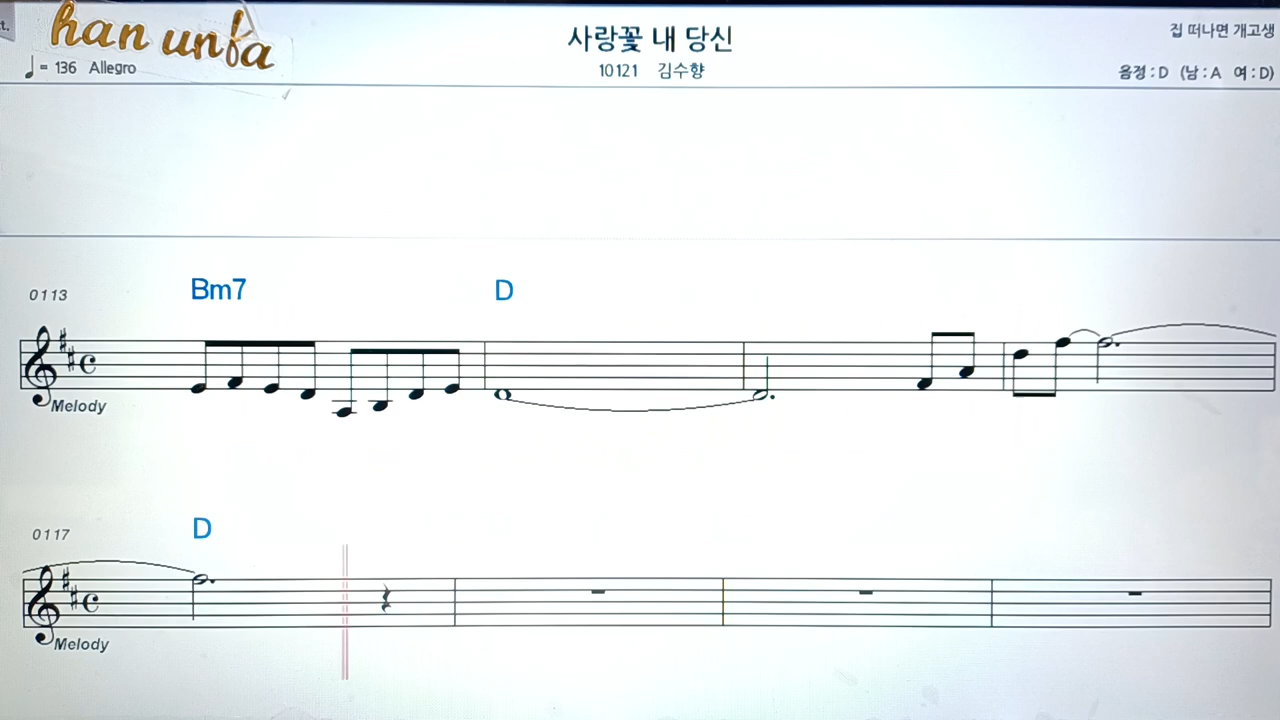 t.
han unfa
사랑꽃 내 당신
집 떠나면 개고생
♩ = 136 Allegro
10121 김수향
음정 : D (남 : A 여 : D)
0113
Bm7 D
Melody
0117
D
Melody